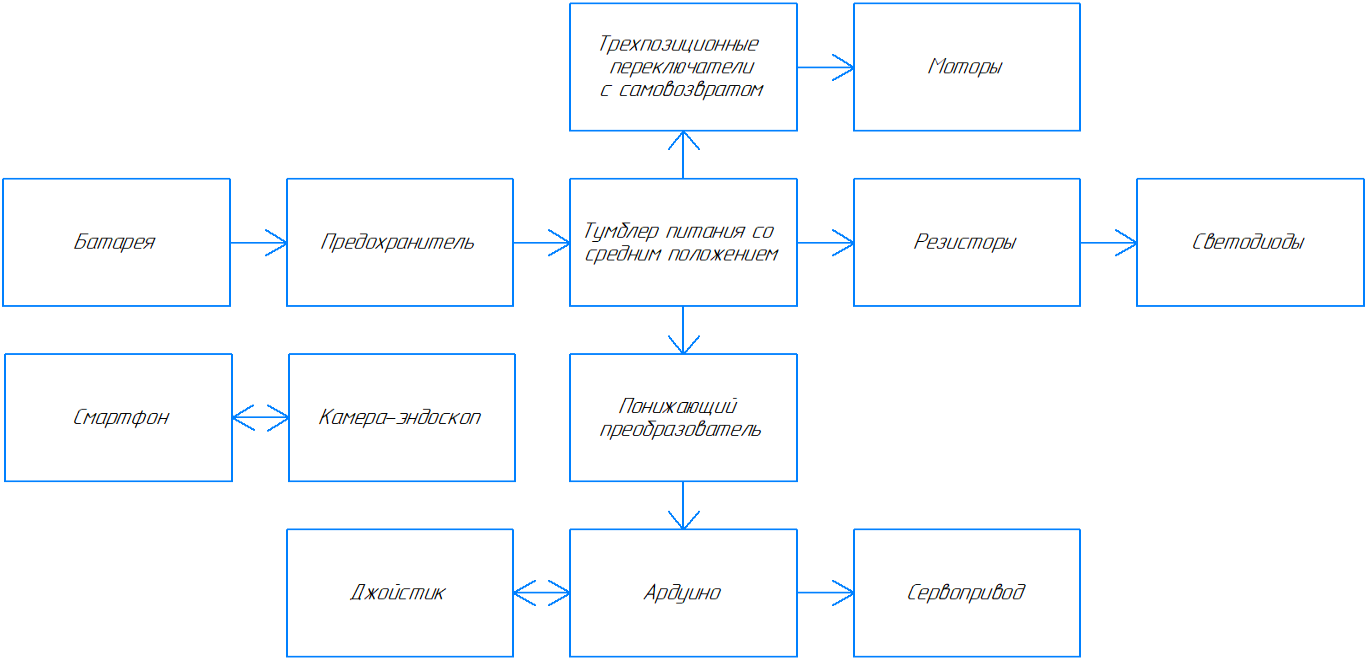 Трехпозиционные
переключатели
с самовозвратом
Моторы
Батарея
Предохранитель
Тумблер питания со
средним положением
Резисторы
Светодиоды
Смартфон
Камера-эндоскоп
Понижающий
преобразователь
Джойстик
Ардуино
Сервопривод